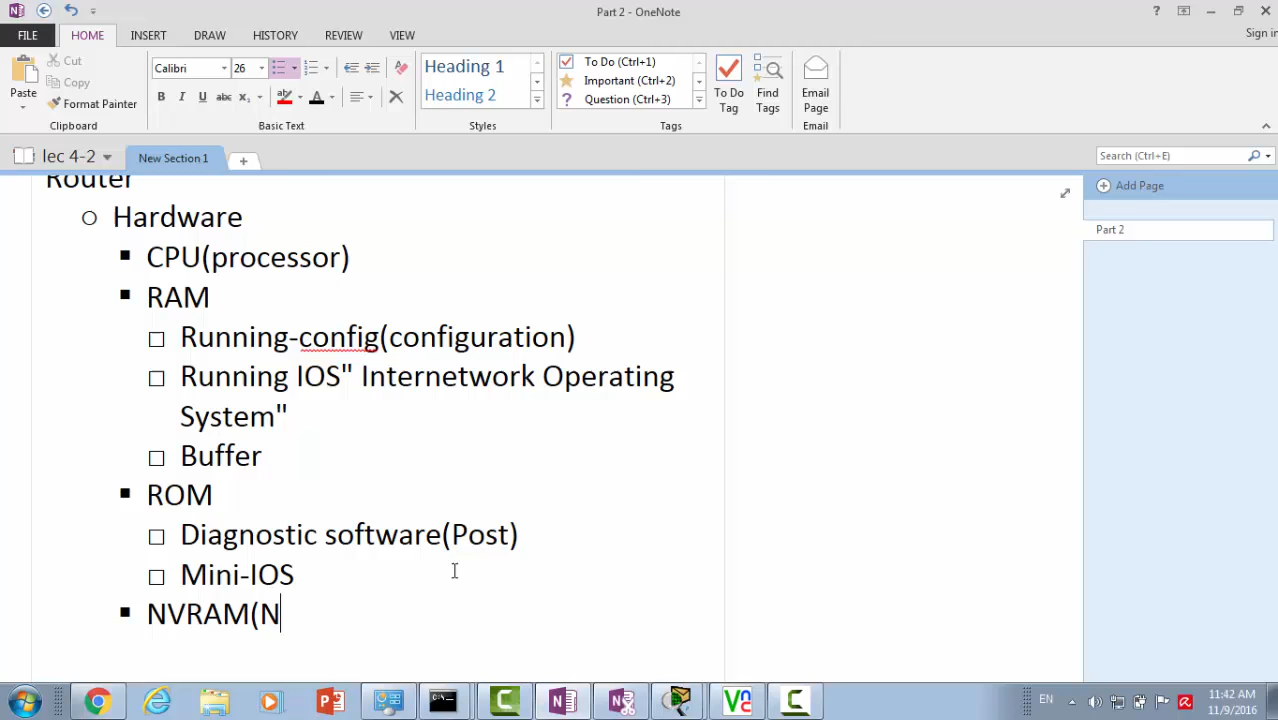 Part 2 - OneNote
?
FILE HOME INSERT DRAW HISTORY REVIEW VIEW
Sign in
Paste
Cut
Copy
Format Painter
Clipboard
Calibri 26
B I U abc x₂ A
Basic Text
Heading 1
Heading 2
Styles
To Do (Ctrl+1)
Important (Ctrl+2)
? Question (Ctrl+3)
Tags
To Do
Tag
Find
Tags
Email
Page
Email
lec 4-2
New Section 1
Search (Ctrl+E)
Add Page
Part 2
Router
Hardware
CPU(processor)
RAM
Running-config(configuration)
Running IOS" Internetwork Operating
System"
Buffer
ROM
Diagnostic software(Post)
Mini-IOS
NVRAM(N
EN
11:42 AM
11/9/2016